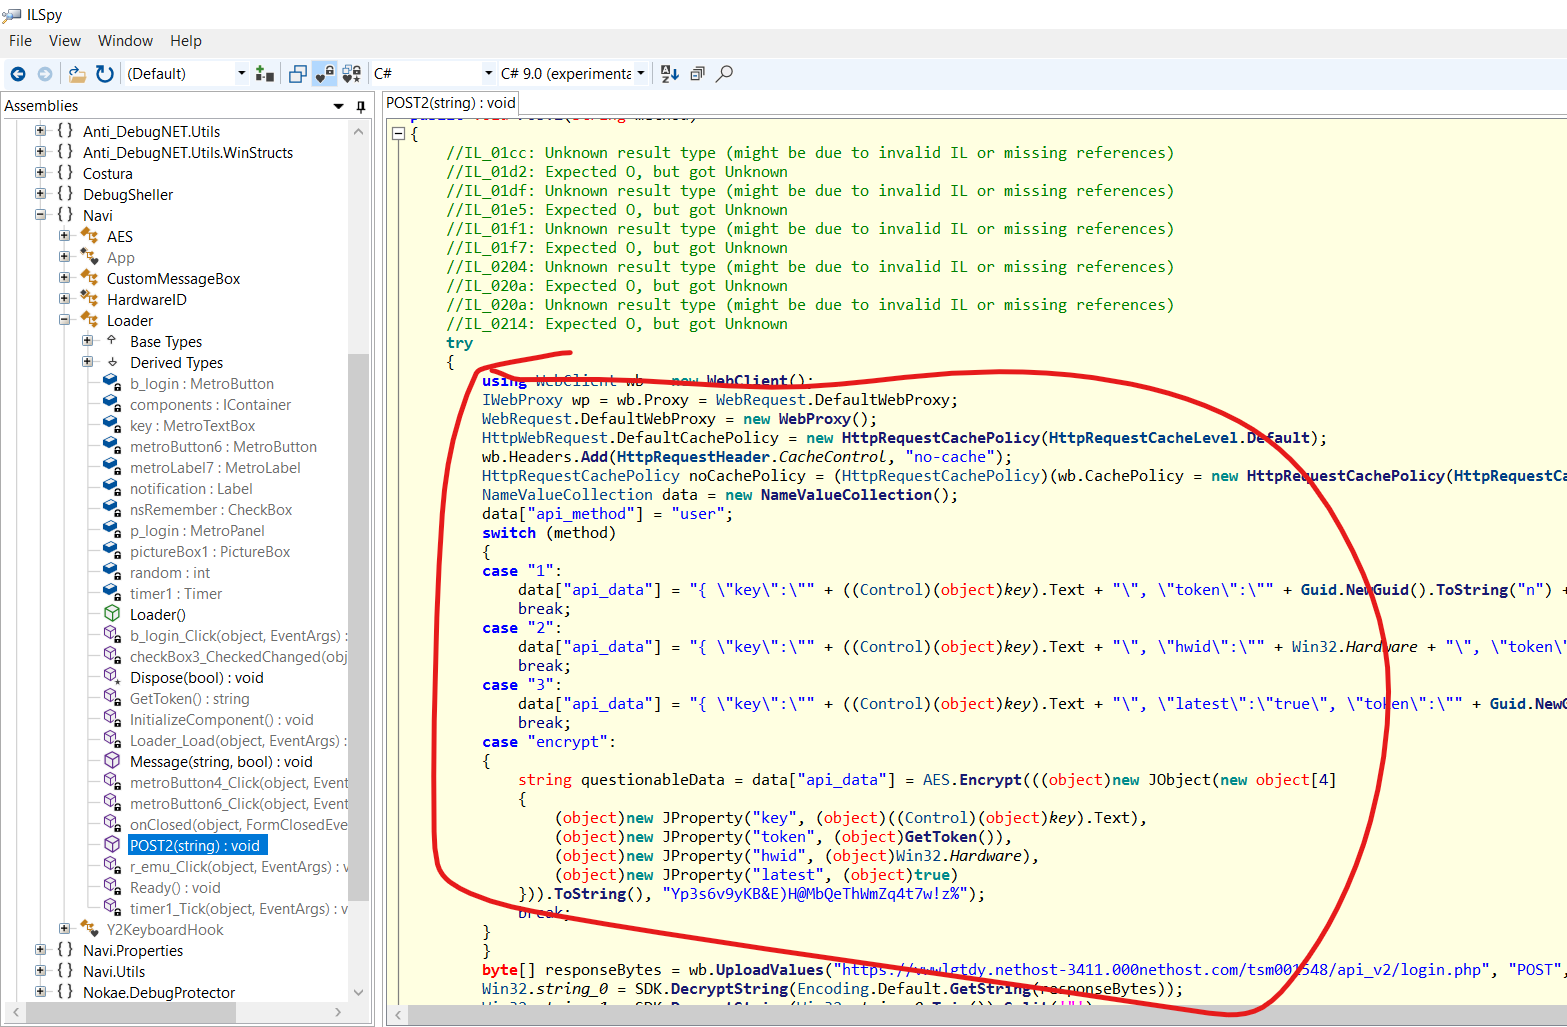 ILSpy
File View Window Help
(Default) C# C# 9.0 (experimenta
Assemblies
Anti_DebugNET.Utils
Anti_DebugNET.Utils.WinStructs
Costura
DebugSheller
Navi
AES
App
CustomMessageBox
HardwareID
Loader
Base Types
Derived Types
b_login : MetroButton
components : IContainer
key : MetroTextBox
metroButton6 : MetroButton
metroLabel7 : MetroLabel
notification : Label
nsRemember : CheckBox
p_login : MetroPanel
pictureBox1 : PictureBox
random : int
timer1 : Timer
Loader()
b_login_Click(object, EventArgs) :
checkBox3_CheckedChanged(obj
Dispose(bool) : void
GetToken() : string
InitializeComponent() : void
Loader_Load(object, EventArgs) :
Message(string, bool) : void
metroButton4_Click(object, Event
metroButton6_Click(object, Event
onClosed(object, FormClosedEve
POST2(string) : void
r_emu_Click(object, EventArgs) : v
Ready() : void
timer1_Tick(object, EventArgs) : v
Y2KeyboardHook
Navi.Properties
Navi.Utils
Nokae.DebugProtector
POST2(string) : void
{
//IL_01cc: Unknown result type (might be due to invalid IL or missing references)
//IL_01d2: Expected O, but got Unknown
//IL_01df: Unknown result type (might be due to invalid IL or missing references)
//IL_01e5: Expected O, but got Unknown
//IL_01f1: Unknown result type (might be due to invalid IL or missing references)
//IL_01f7: Expected O, but got Unknown
//IL_0204: Unknown result type (might be due to invalid IL or missing references)
//IL_020a: Expected O, but got Unknown
//IL_020a: Unknown result type (might be due to invalid IL or missing references)
//IL_0214: Expected O, but got Unknown
try
{
using WebClient wb = new WebClient();
IWebProxy wp = wb.Proxy = WebRequest.DefaultWebProxy;
WebRequest.DefaultWebProxy = new WebProxy();
HttpWebRequest.DefaultCachePolicy = new HttpRequestCachePolicy(HttpRequestCacheLevel.Default);
wb.Headers.Add(HttpRequestHeader.CacheControl, "no-cache");
HttpRequestCachePolicy noCachePolicy = (HttpRequestCachePolicy)(wb.CachePolicy = new HttpRequestCachePolicy(HttpRequestCa
NameValueCollection data = new NameValueCollection();
data["api_method"] = "user";
switch (method)
{
case "1":
data["api_data"] = "{ \"key\":\"" + ((Control)(object)key).Text + "\", \"token\":\"" + Guid.NewGuid().ToString("n") +
break;
case "2":
data["api_data"] = "{ \"key\":\"" + ((Control)(object)key).Text + "\", \"hwid\":\"" + Win32.Hardware + "\", \"token\"
break;
case "3":
data["api_data"] = "{ \"key\":\"" + ((Control)(object)key).Text + "\", \"latest\":\"true\", \"token\":\"" + Guid.NewG
break;
case "encrypt":
{
string questionableData = data["api_data"] = AES.Encrypt(((object)new JObject(new object[4]
{
(object)new JProperty("key", (object)((Control)(object)key).Text),
(object)new JProperty("token", (object)GetToken()),
(object)new JProperty("hwid", (object)Win32.Hardware),
(object)new JProperty("latest", (object)true)
})).ToString(), "Yp3s6v9yKB&E)H@MbQeThWmZq4t7w!z%");
break;
}
}
byte[] responseBytes = wb.UploadValues("https:// .nethost-3411.000nethost.com/tsm001548/api_v2/login.php", "POST",
Win32.string_0 = SDK.DecryptString(Encoding.Default.GetString(responseBytes));